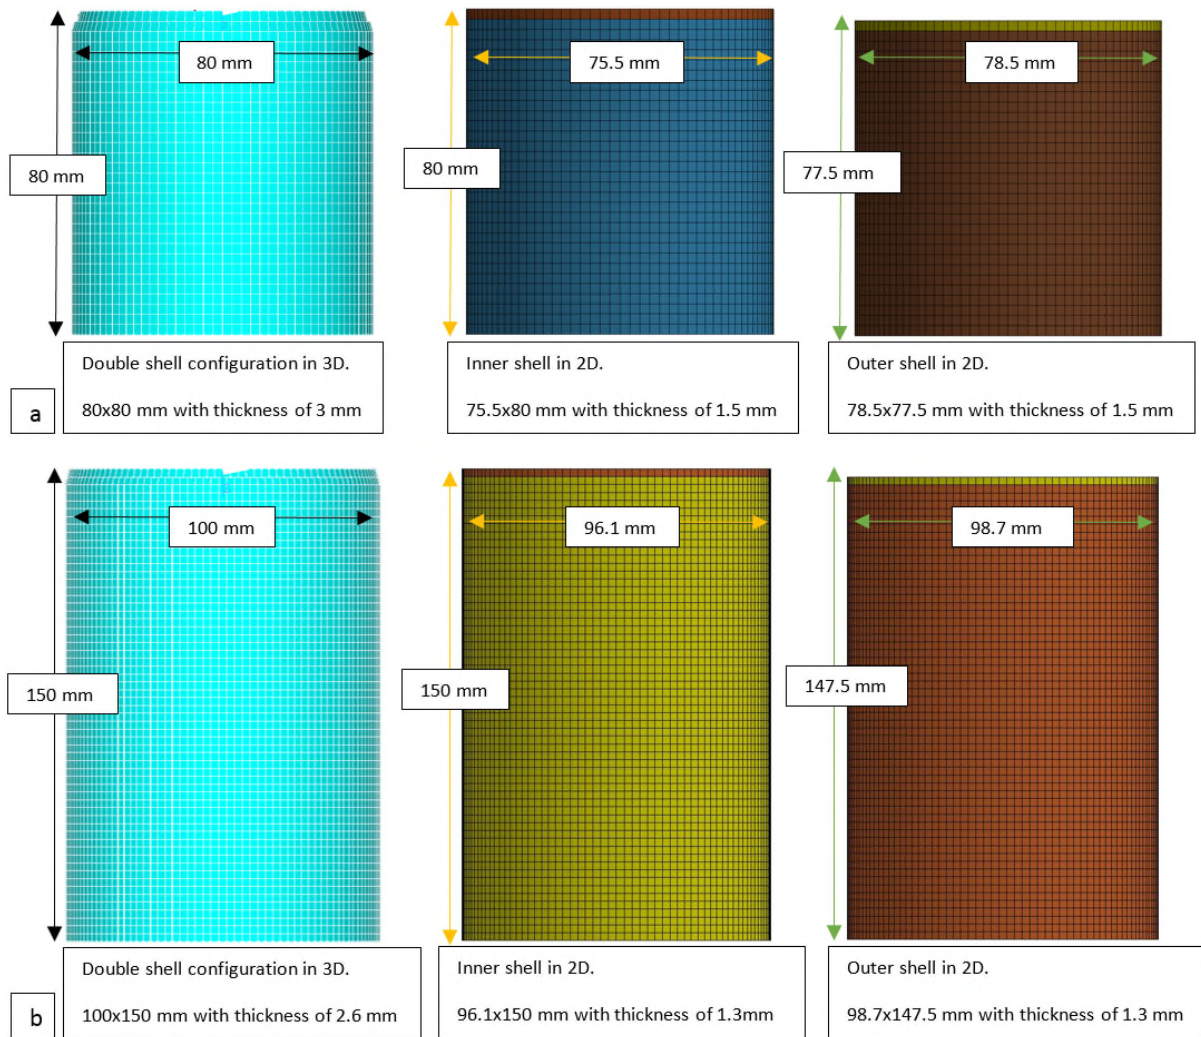 80 mm
75.5 mm
78.5 mm
80 mm
80 mm
77.5 mm
Double shell configuration in 3D.
80x80 mm with thickness of 3 mm
Inner shell in 2D.
75.5x80 mm with thickness of 1.5 mm
Outer shell in 2D.
78.5x77.5 mm with thickness of 1.5 mm
a
100 mm
96.1 mm
98.7 mm
150 mm
150 mm
147.5 mm
Double shell configuration in 3D.
100x150 mm with thickness of 2.6 mm
Inner shell in 2D.
96.1x150 mm with thickness of 1.3mm
Outer shell in 2D.
98.7x147.5 mm with thickness of 1.3 mm
b